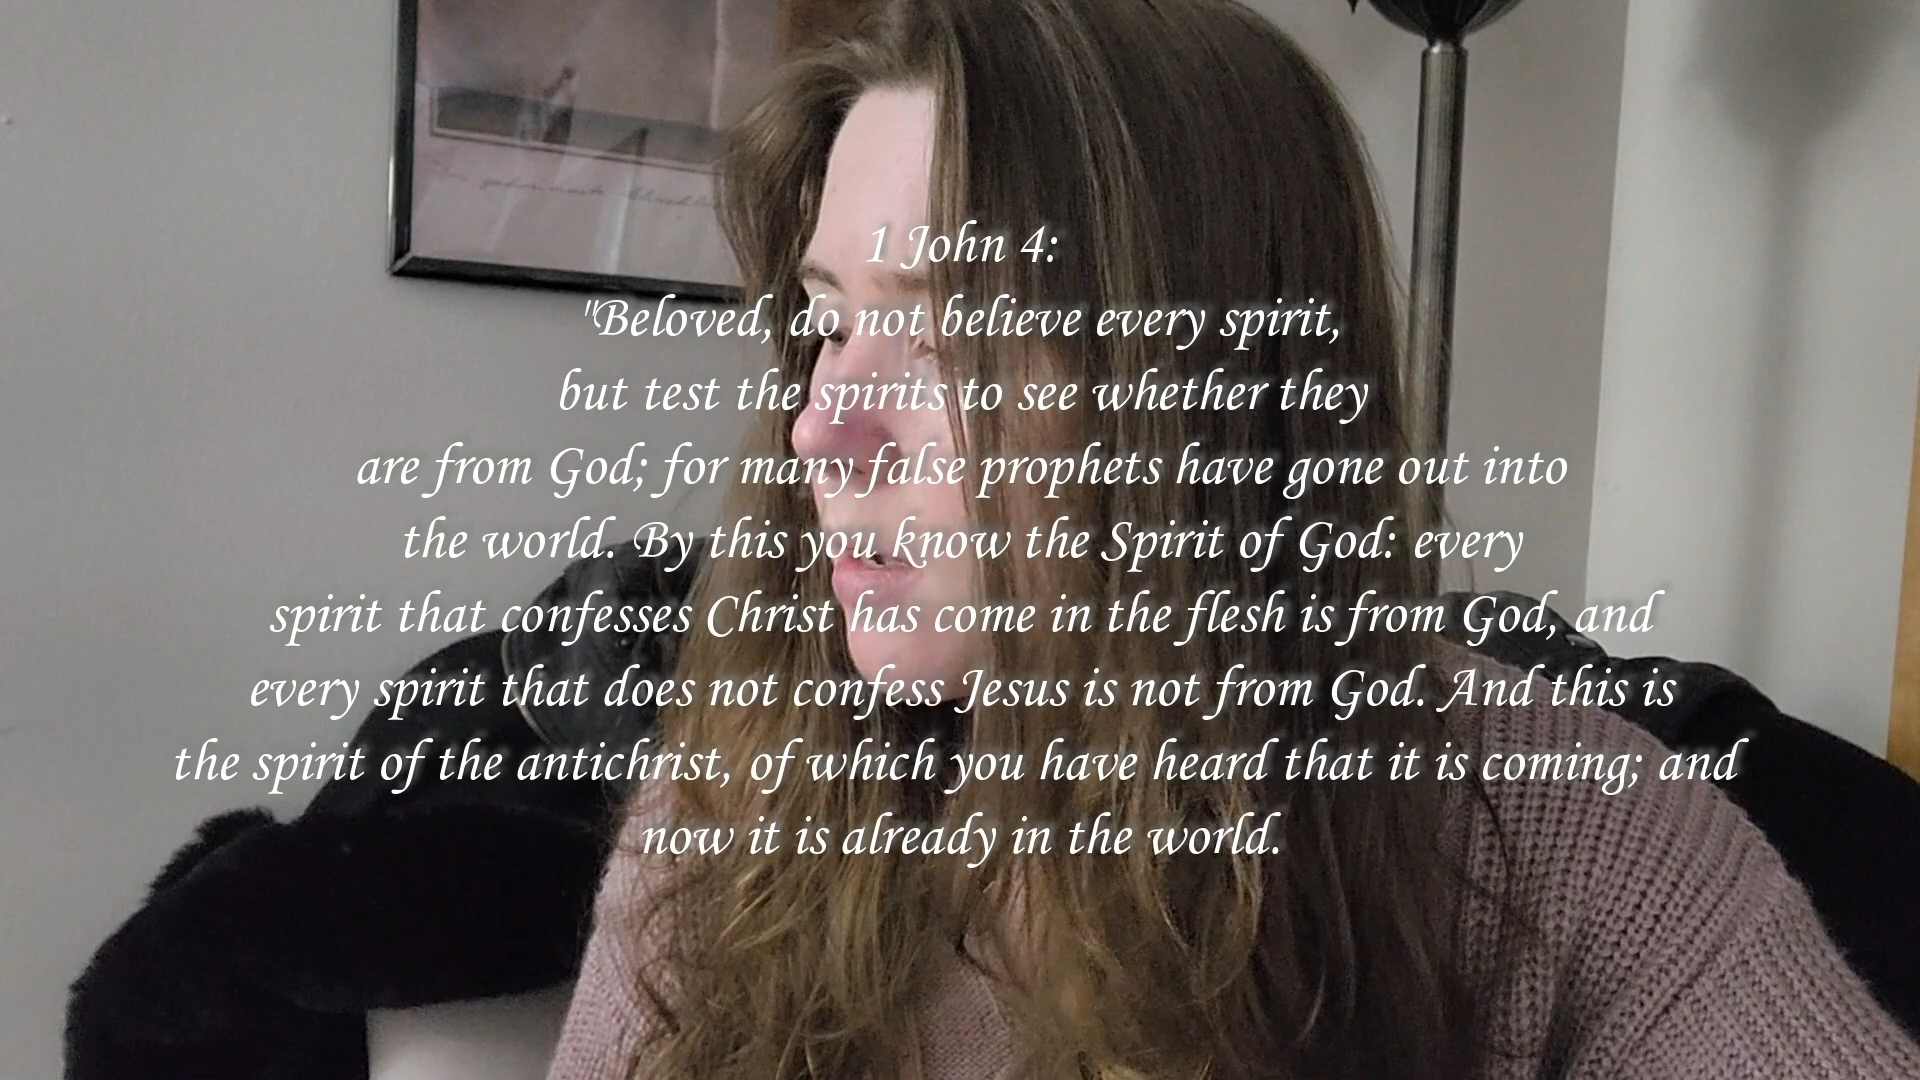 1 John 4:
"Beloved, do not believe every spirit,
but test the spirits to see whether they
are from God; for many false prophets have gone out into
the world. By this you know the Spirit of God: every
spirit that confesses Christ has come in the flesh is from God, and
every spirit that does not confess Jesus is not from God. And this is
the spirit of the antichrist, of which you have heard that it is coming; and
now it is already in the world.